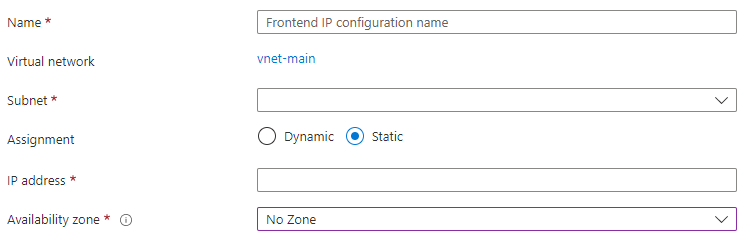 Name *
Frontend IP configuration name
Virtual network
vnet-main
Subnet *
Assignment
Dynamic
Static
IP address *
Availability zone *
No Zone